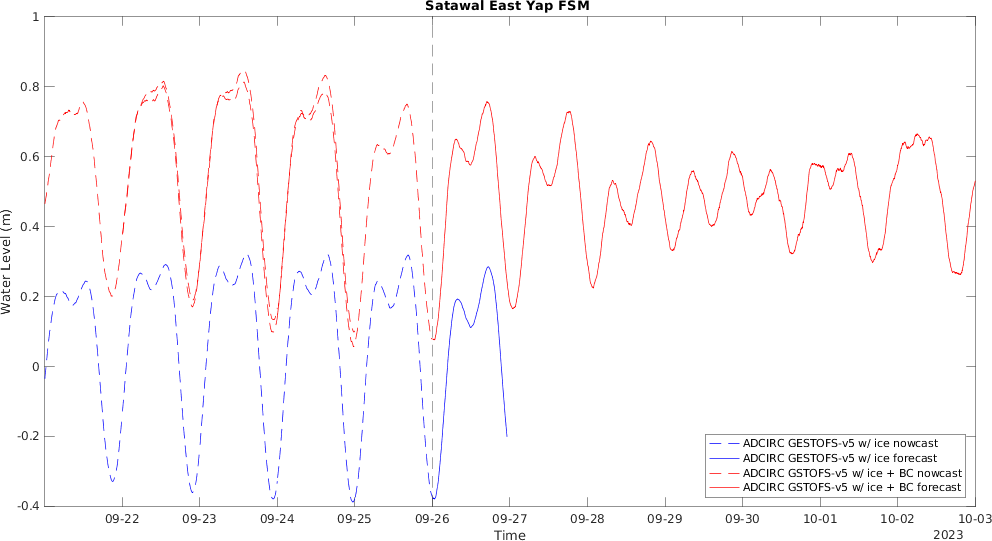 Satawal East Yap FSM
Water Level (m)
1
0.8
0.6
0.4
0.2
0
-0.2
-0.4
ADCIRC GESTOFS-v5 w/ ice nowcast
ADCIRC GESTOFS-v5 w/ ice forecast
ADCIRC GSTOFS-v5 w/ ice + BC nowcast
ADCIRC GSTOFS-v5 w/ ice + BC forecast
09-22 09-23 09-24 09-25 09-26 09-27 09-28 09-29 09-30 10-01 10-02 10-03
Time
2023